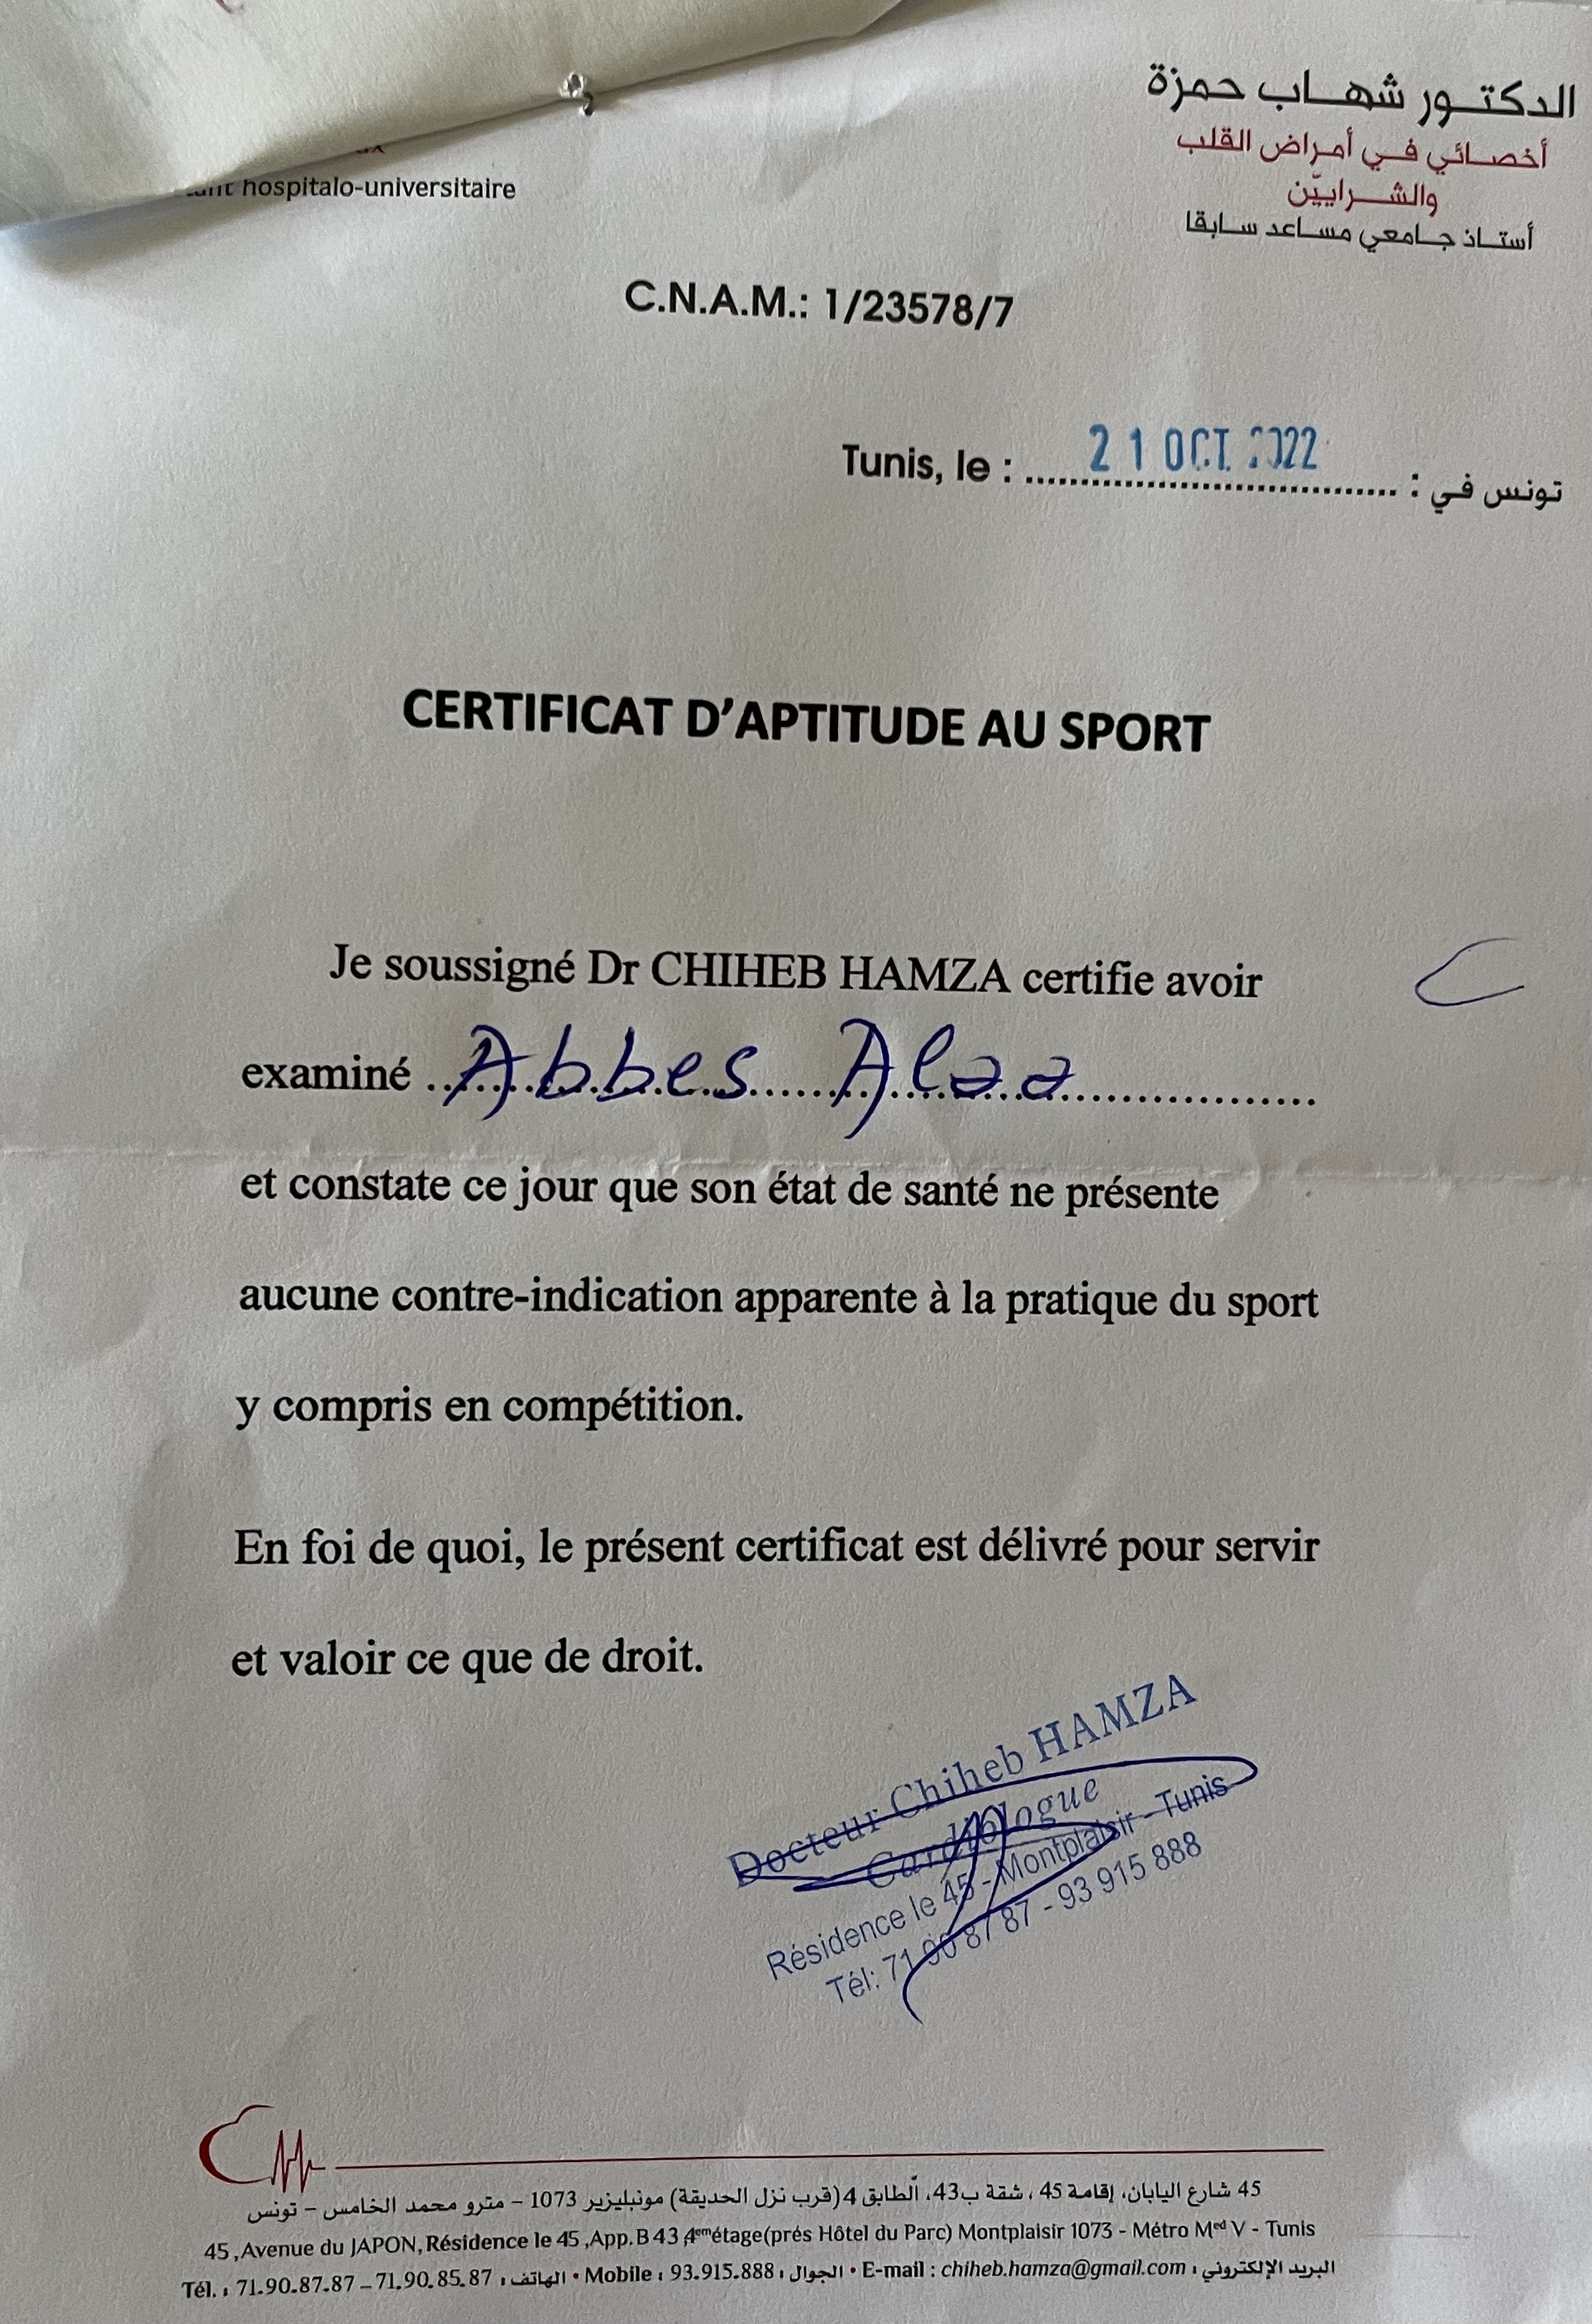 الدكتور شهاب حمزة
أخصائي في أمراض القلب
والشرايين
أستاذ جامعي مساعد سابقا
hospitalo-universitaire
C.N.A.M.: 1/23578/7
Tunis, le : 21 OCT. 2022 تونس في :
CERTIFICAT D'APTITUDE AU SPORT
Je soussigné Dr CHIHEB HAMZA certifie avoir
examiné Abbes Alaa
et constate ce jour que son état de santé ne présente
aucune contre-indication apparente à la pratique du sport
y compris en compétition.
En foi de quoi, le présent certificat est délivré pour servir
et valoir ce que de droit.
Docteur Chiheb HAMZA
Cardiologue
Résidence le 45 - Montplaisir - Tunis
Tél: 71 90 87 87 - 93 915 888
45 شارع اليابان، إقامة 45 ، شقة ب43، الطابق 4 (قرب نزل الحديقة) مونبليزير 1073 – مترو محمد الخامس – تونس
45, Avenue du JAPON, Résidence le 45, App. B 43 4emétage(prés Hôtel du Parc) Montplaisir 1073 - Métro Med V - Tunis
Tél. : 71.90.87.87 – 71.90.85.87 : الهاتف • Mobile : 93.915.888 : الجوال • E-mail : chiheb.hamza@gmail.com : البريد الإلكتروني